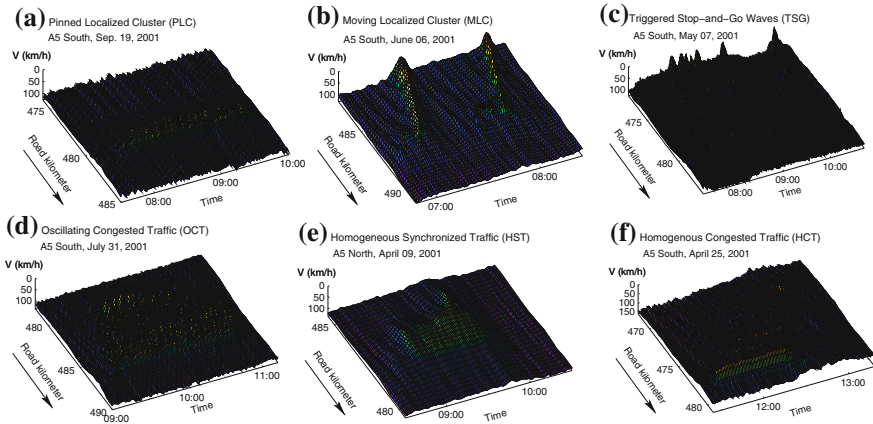 (a) Pinned Localized Cluster (PLC)
A5 South, Sep. 19, 2001
V (km/h)
0
50
100
475
480
485
Road kilometer
08:00
09:00
10:00
Time
(b) Moving Localized Cluster (MLC)
A5 South, June 06, 2001
V (km/h)
0
50
100
485
490
Road kilometer
07:00
08:00
Time
(c) Triggered Stop-and-Go Waves (TSG)
A5 South, May 07, 2001
V (km/h)
0
50
100
475
480
Road kilometer
08:00
09:00
10:00
Time
(d) Oscillating Congested Traffic (OCT)
A5 South, July 31, 2001
V (km/h)
0
50
100
480
485
490
Road kilometer
09:00
10:00
11:00
Time
(e) Homogeneous Synchronized Traffic (HST)
A5 North, April 09, 2001
V (km/h)
0
50
100
485
480
Road kilometer
09:00
10:00
Time
(f) Homogenous Congested Traffic (HCT)
A5 South, April 25, 2001
V (km/h)
0
50
100
150
470
475
480
Road kilometer
12:00
13:00
Time